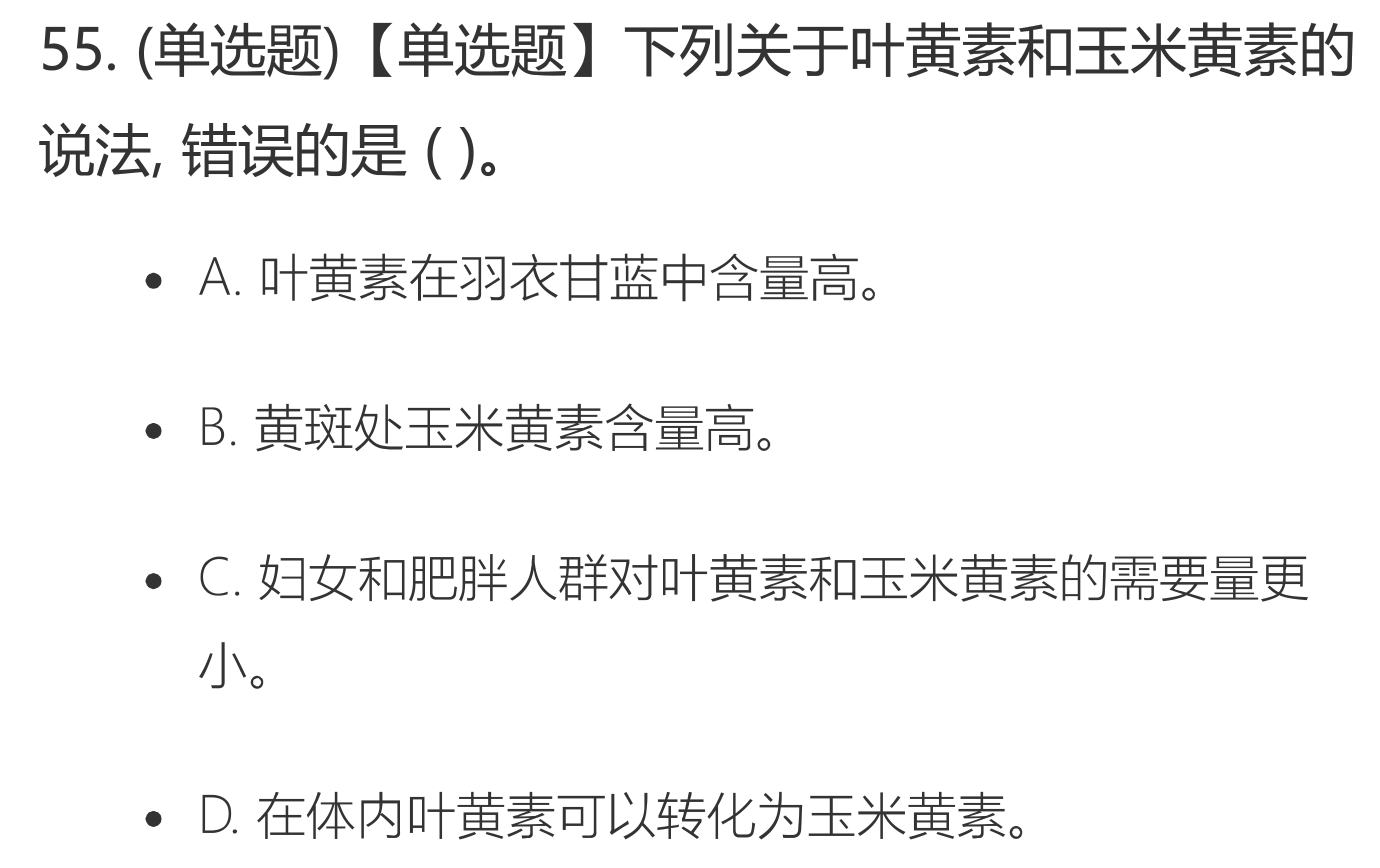 55. (单选题)【单选题】下列关于叶黄素和玉米黄素的
说法, 错误的是 ( )。
• A. 叶黄素在羽衣甘蓝中含量高。
• B. 黄斑处玉米黄素含量高。
• C. 妇女和肥胖人群对叶黄素和玉米黄素的需要量更
小。
• D. 在体内叶黄素可以转化为玉米黄素。